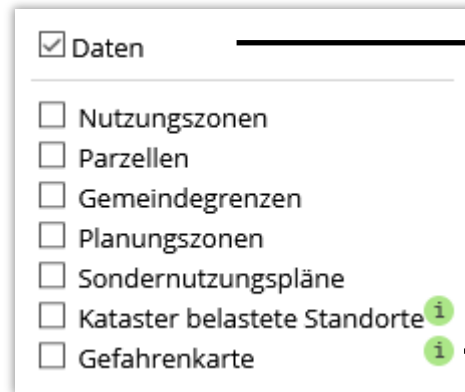 Daten
Nutzungszonen
Parzellen
Gemeindegrenzen
Planungszonen
Sondernutzungspläne
Kataster belastete Standorte i
Gefahrenkarte i